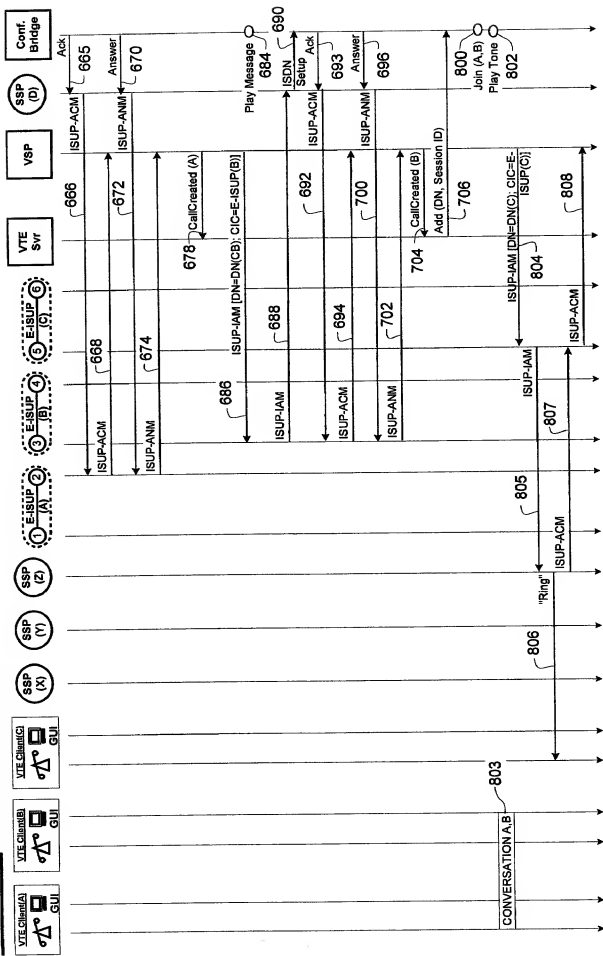 VTE Client(A)
GUI
VTE Client(B)
GUI
VTE Client(C)
GUI
SSP
(X)
SSP
(Y)
SSP
(Z)
1 E-ISUP 2
(A)
3 E-ISUP 4
(B)
5 E-ISUP 6
(C)
VTE
Svr
VSP
SSP
(D)
Conf.
Bridge
Ack
665
ISUP-ACM
666
ISUP-ACM
668
Answer
670
ISUP-ANM
672
ISUP-ANM
674
CallCreated (A)
678
Play Message
684
ISUP-IAM [DN=DN(CB); CIC=E-ISUP(B)]
686
ISUP-IAM
688
ISDN
Setup
690
Ack
693
ISUP-ACM
692
ISUP-ACM
694
Answer
696
ISUP-ANM
700
ISUP-ANM
702
CallCreated (B)
704
Add (DN, Session ID)
706
800
Join (A,B)
Play Tone
802
CONVERSATION A,B
803
ISUP-IAM [DN=DN(C); CIC=E-
ISUP(C)]
804
ISUP-IAM
805
"Ring"
806
ISUP-ACM
807
ISUP-ACM
808